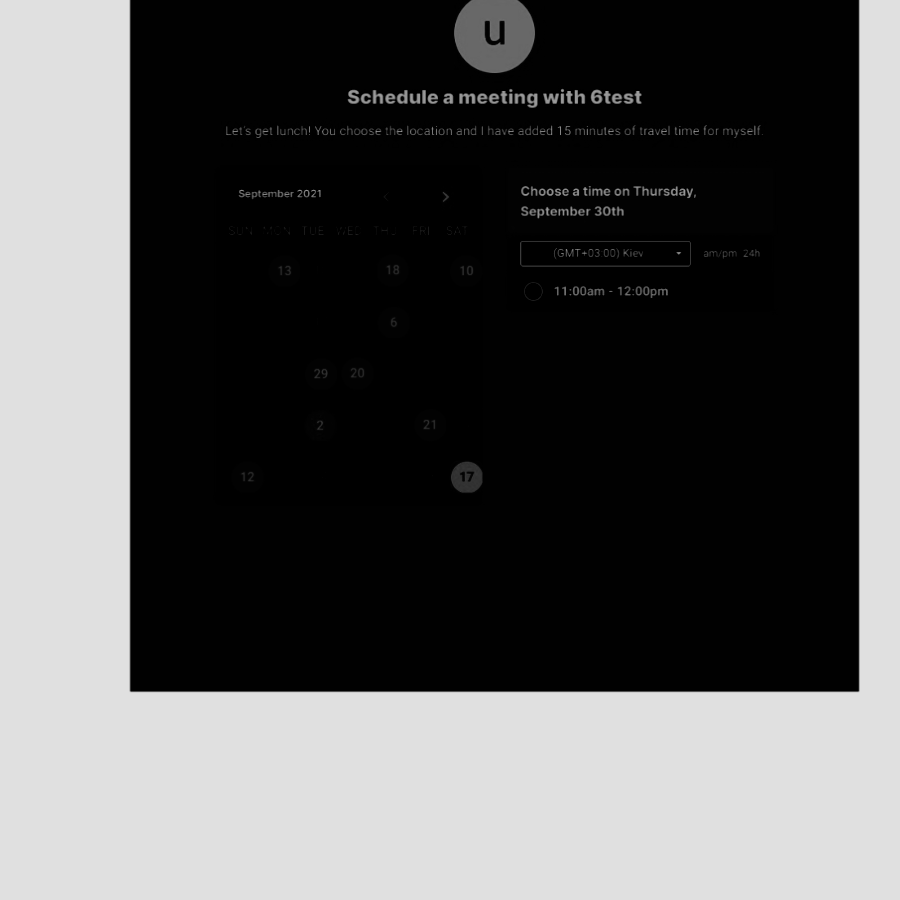 u
Schedule a meeting with 6test
Let's get lunch! You choose the location and I have added 15 minutes of travel time for myself.
September 2021
SUN MON TUE WED THU FRI SAT
13 18 10
6
29 20
2 21
12 17
Choose a time on Thursday,
September 30th
(GMT+03:00) Kiev am/pm 24h
11:00am - 12:00pm